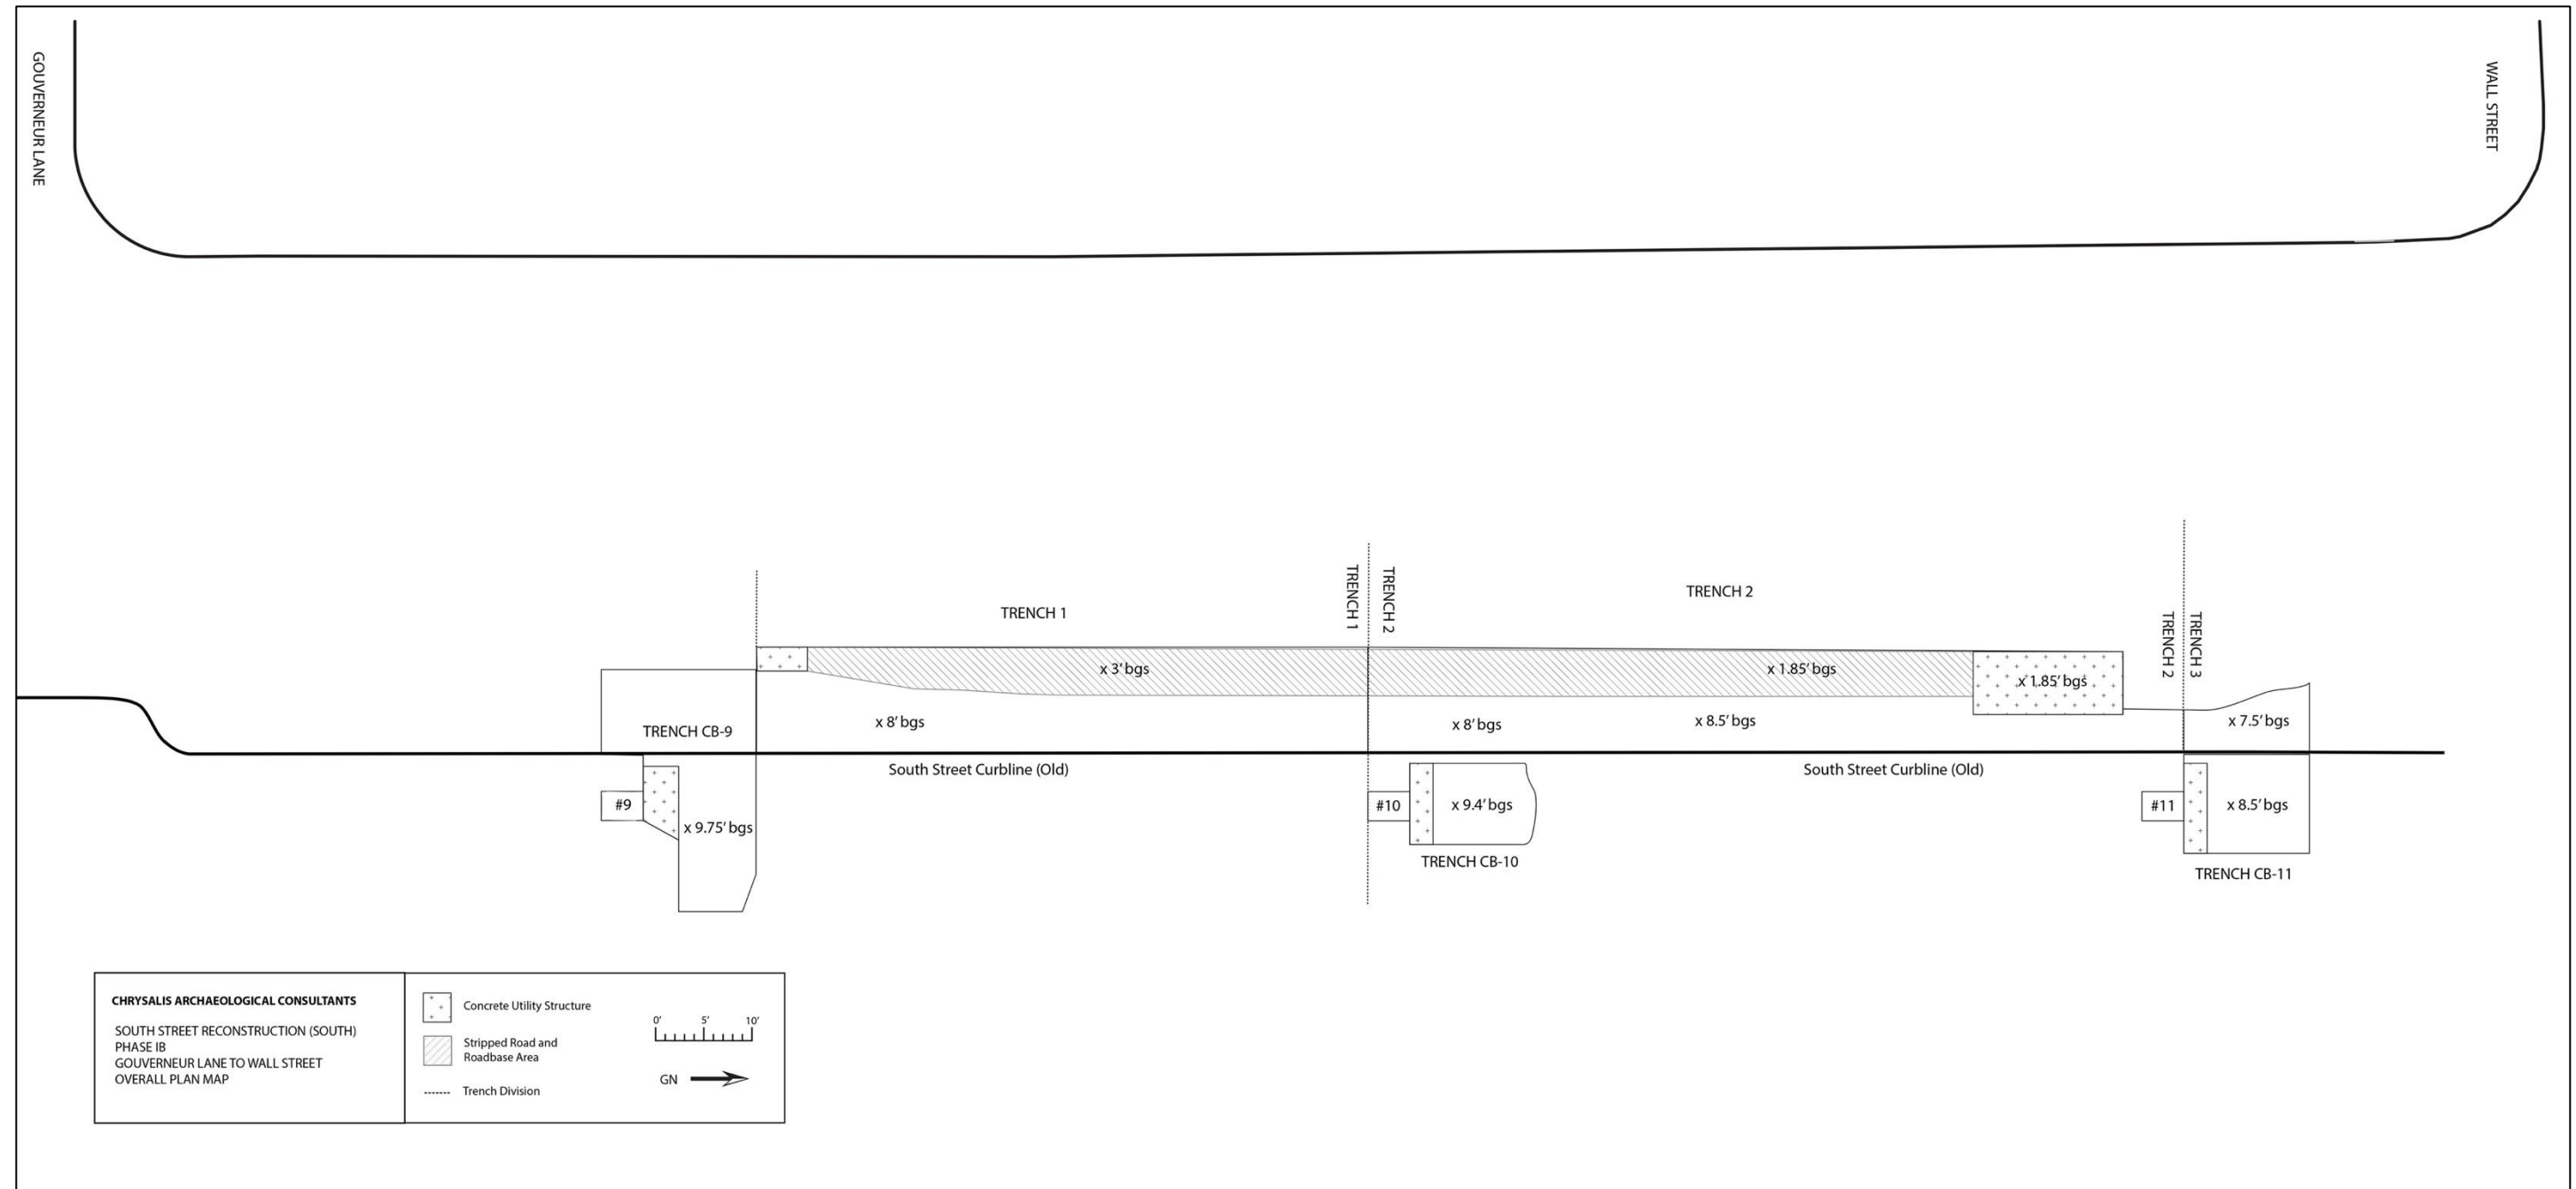 GOUVERNEUR LANE
WALL STREET
TRENCH 1
TRENCH 1
TRENCH 2
TRENCH 2
TRENCH 2
TRENCH 3
x 3’ bgs
x 1.85’ bgs
x 1.85’ bgs
TRENCH CB-9
x 8’ bgs
x 8’ bgs
x 8.5’ bgs
x 7.5’ bgs
South Street Curbline (Old)
South Street Curbline (Old)
#9
x 9.75’ bgs
#10
x 9.4’ bgs
#11
x 8.5’ bgs
TRENCH CB-10
TRENCH CB-11
CHRYSALIS ARCHAEOLOGICAL CONSULTANTS
SOUTH STREET RECONSTRUCTION (SOUTH)
PHASE IB
GOUVERNEUR LANE TO WALL STREET
OVERALL PLAN MAP
Concrete Utility Structure
Stripped Road and
Roadbase Area
Trench Division
0’ 5’ 10’
GN